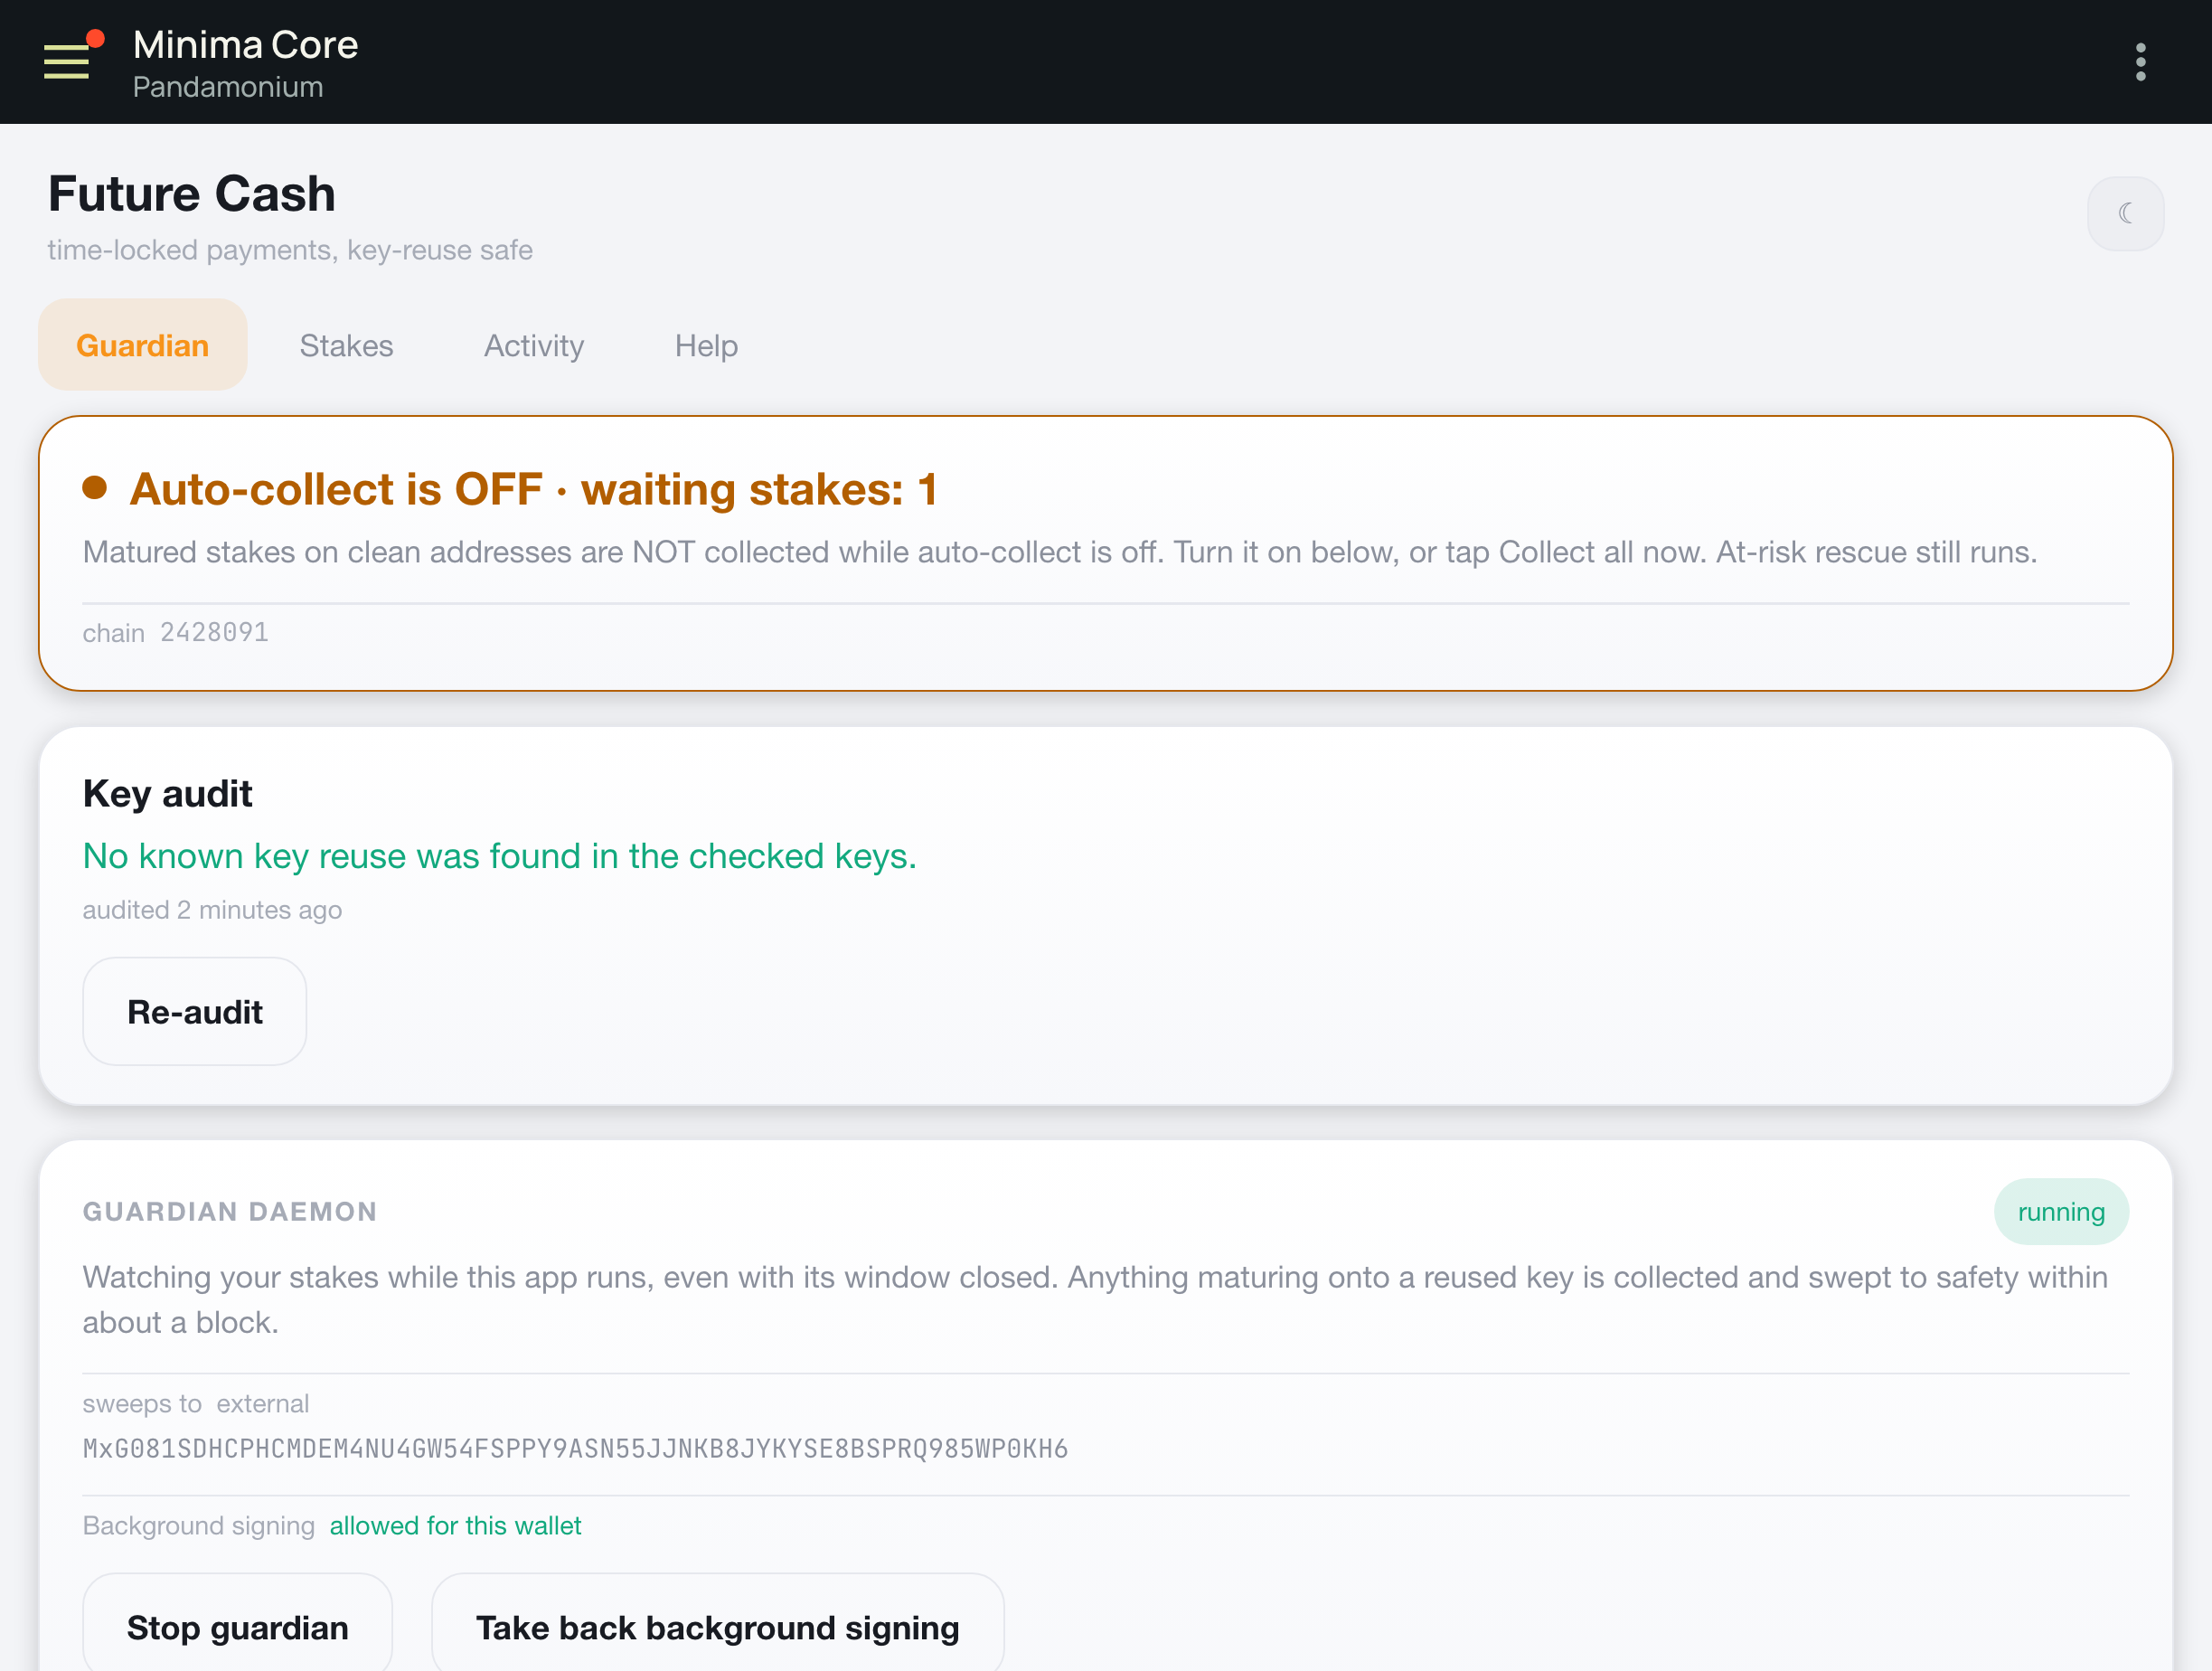 Minima Core
Pandamonium
Future Cash
time-locked payments, key-reuse safe
Guardian Stakes Activity Help
Auto-collect is OFF · waiting stakes: 1
Matured stakes on clean addresses are NOT collected while auto-collect is off. Turn it on below, or tap Collect all now. At-risk rescue still runs.
chain 2428091
Key audit
No known key reuse was found in the checked keys.
audited 2 minutes ago
Re-audit
GUARDIAN DAEMON running
Watching your stakes while this app runs, even with its window closed. Anything maturing onto a reused key is collected and swept to safety within
about a block.
sweeps to external
MxG081SDHCPHCMDEM4NU4GW54FSPPY9ASN55JJNKB8JYKYSE8BSPRQ985WP0KH6
Background signing allowed for this wallet
Stop guardian Take back background signing